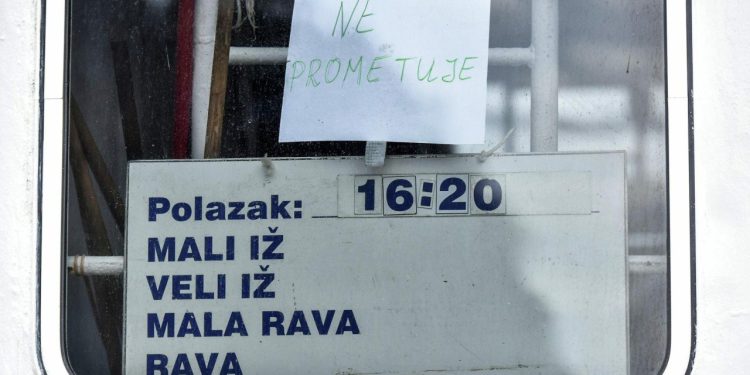 NE
PROMETUJE
Polazak: 16:20
MALI IŽ
VELI IŽ
MALA RAVA
RAVA